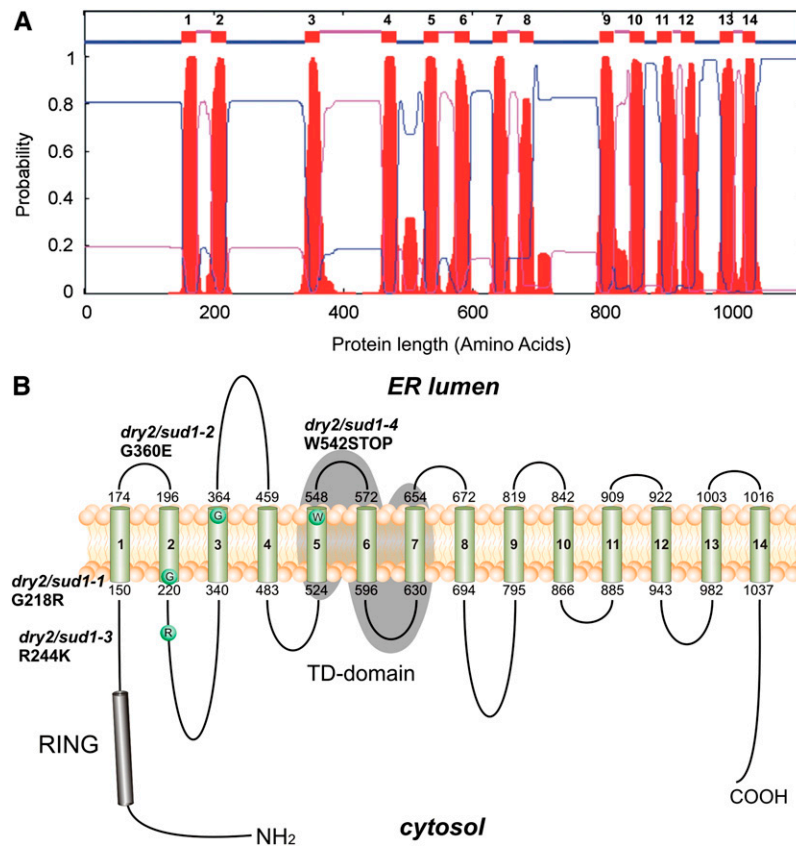 A
1 2 3 4 5 6 7 8 9 10 11 12 13 14
1
0.8
0.6
0.4
0.2
0
Probability
0 200 400 600 800 1000
Protein length (Amino Acids)
B
ER lumen
dry2/sud1-2
G360E
dry2/sud1-4
W542STOP
174 196 364 459 548 572 654 672 819 842 909 922 1003 1016
G W
1 2 3 4 5 6 7 8 9 10 11 12 13 14
G
dry2/sud1-1
G218R
150 220 340 483 524 596 630 694 795 866 885 943 982 1037
R
dry2/sud1-3
R244K
TD-domain
RING
NH2
COOH
cytosol